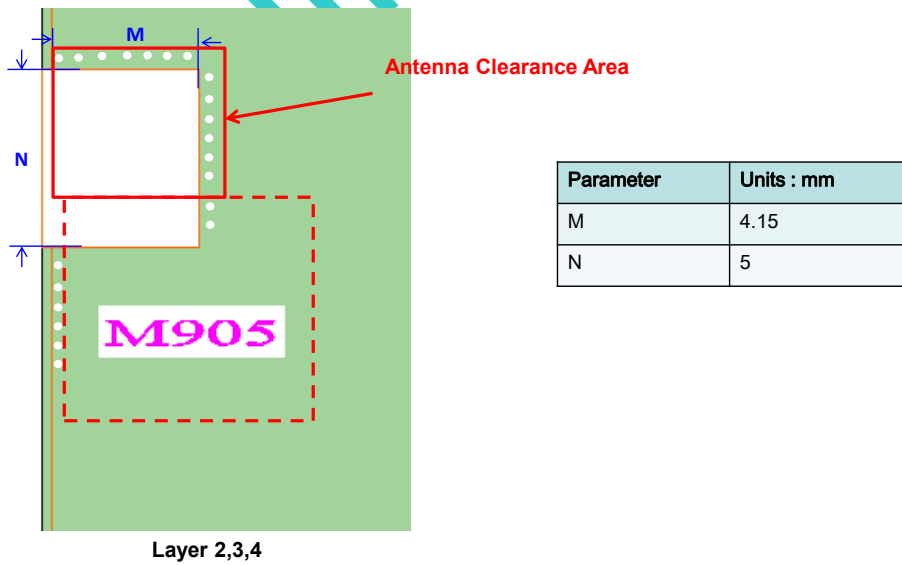 M
Antenna Clearance Area
N
Parameter Units : mm
M 4.15
N 5
M905
Layer 2,3,4